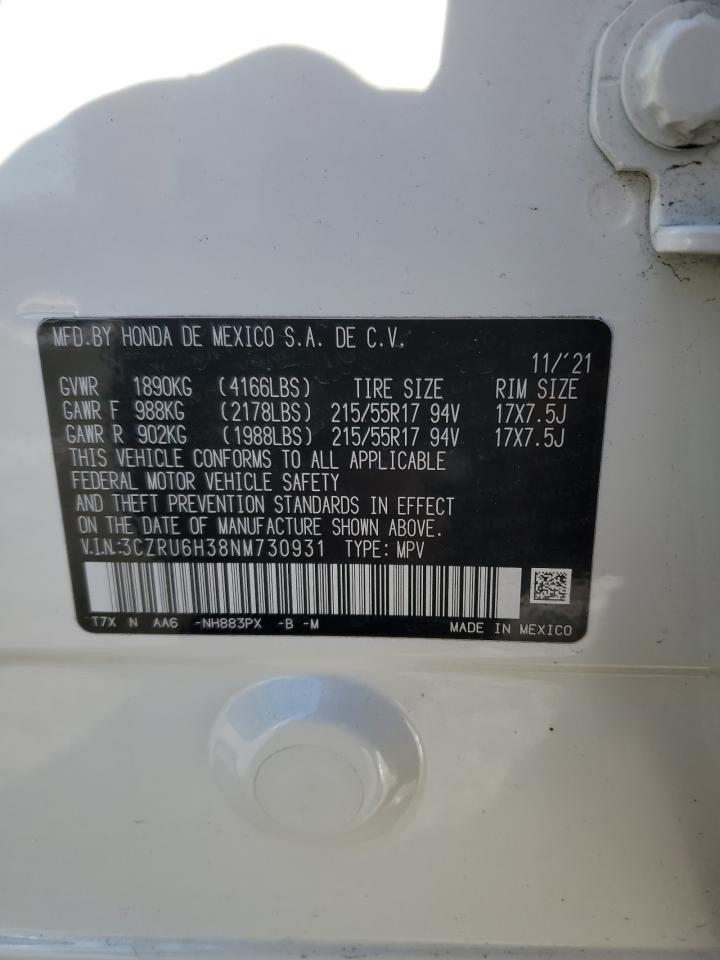 MFD.BY HONDA DE MEXICO S.A. DE C.V.
11/'21
GVWR 1890KG (4166LBS) TIRE SIZE RIM SIZE
GAWR F 988KG (2178LBS) 215/55R17 94V 17X7.5J
GAWR R 902KG (1988LBS) 215/55R17 94V 17X7.5J
THIS VEHICLE CONFORMS TO ALL APPLICABLE
FEDERAL MOTOR VEHICLE SAFETY
AND THEFT PREVENTION STANDARDS IN EFFECT
ON THE DATE OF MANUFACTURE SHOWN ABOVE.
V.I.N:3CZRU6H38NM730931 TYPE: MPV
T7X N AA6 -NH883PX -B -M MADE IN MEXICO